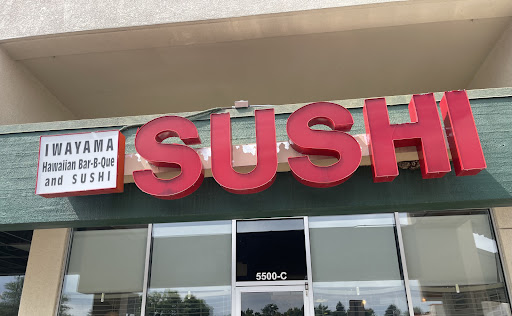 IWAYAMA
Hawaiian Bar-B-Que
and SUSHI
SUSHI
5500-C